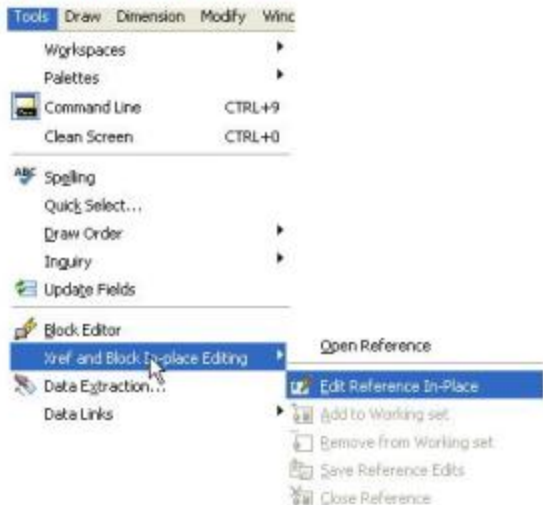 Tools Draw Dimension Modify Winc
Workspaces
Palettes
Command Line CTRL+9
Clean Screen CTRL+0
ABC Spelling
Quick Select...
Draw Order
Inquiry
Update Fields
Block Editor
Xref and Block In-place Editing
Data Extraction...
Data Links
Open Reference
Edit Reference In-Place
Add to Working set
Remove from Working set
Save Reference Edits
Close Reference